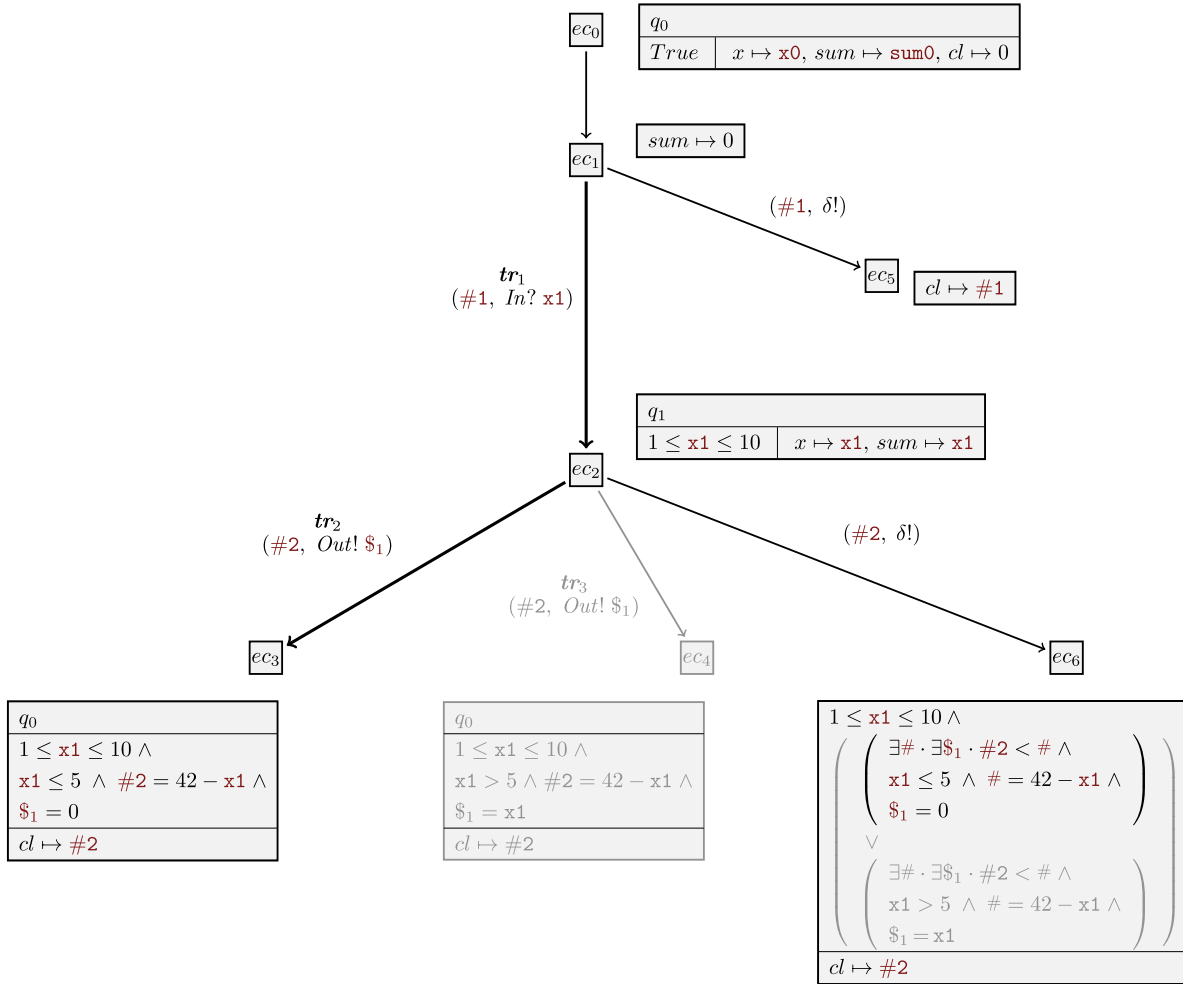 ec₀
q₀
True x ↦ x0, sum ↦ sum0, cl ↦ 0
ec₁
sum ↦ 0
(#1, δ!)
ec₅
cl ↦ #1
tr₁
(#1, In? x1)
q₁
1 ≤ x1 ≤ 10 x ↦ x1, sum ↦ x1
ec₂
tr₂
(#2, Out! $₁)
tr₃
(#2, Out! $₁)
(#2, δ!)
ec₃
ec₄
ec₆
q₀
1 ≤ x1 ≤ 10 ∧
x1 ≤ 5 ∧ #2 = 42 − x1 ∧
$₁ = 0
cl ↦ #2
q₀
1 ≤ x1 ≤ 10 ∧
x1 > 5 ∧ #2 = 42 − x1 ∧
$₁ = x1
cl ↦ #2
1 ≤ x1 ≤ 10 ∧
( ( ∃# · ∃$₁ · #2 < # ∧
x1 ≤ 5 ∧ # = 42 − x1 ∧
$₁ = 0 )
∨
( ∃# · ∃$₁ · #2 < # ∧
x1 > 5 ∧ # = 42 − x1 ∧
$₁ = x1 ) )
cl ↦ #2